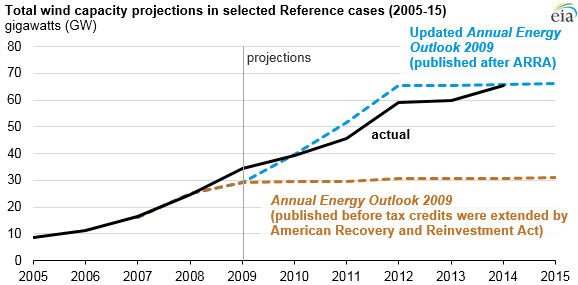 Total wind capacity projections in selected Reference cases (2005-15)
gigawatts (GW)
eia
80
70
60
50
40
30
20
10
0
projections
Updated Annual Energy
Outlook 2009
(published after ARRA)
actual
Annual Energy Outlook 2009
(published before tax credits were extended by
American Recovery and Reinvestment Act)
2005 2006 2007 2008 2009 2010 2011 2012 2013 2014 2015